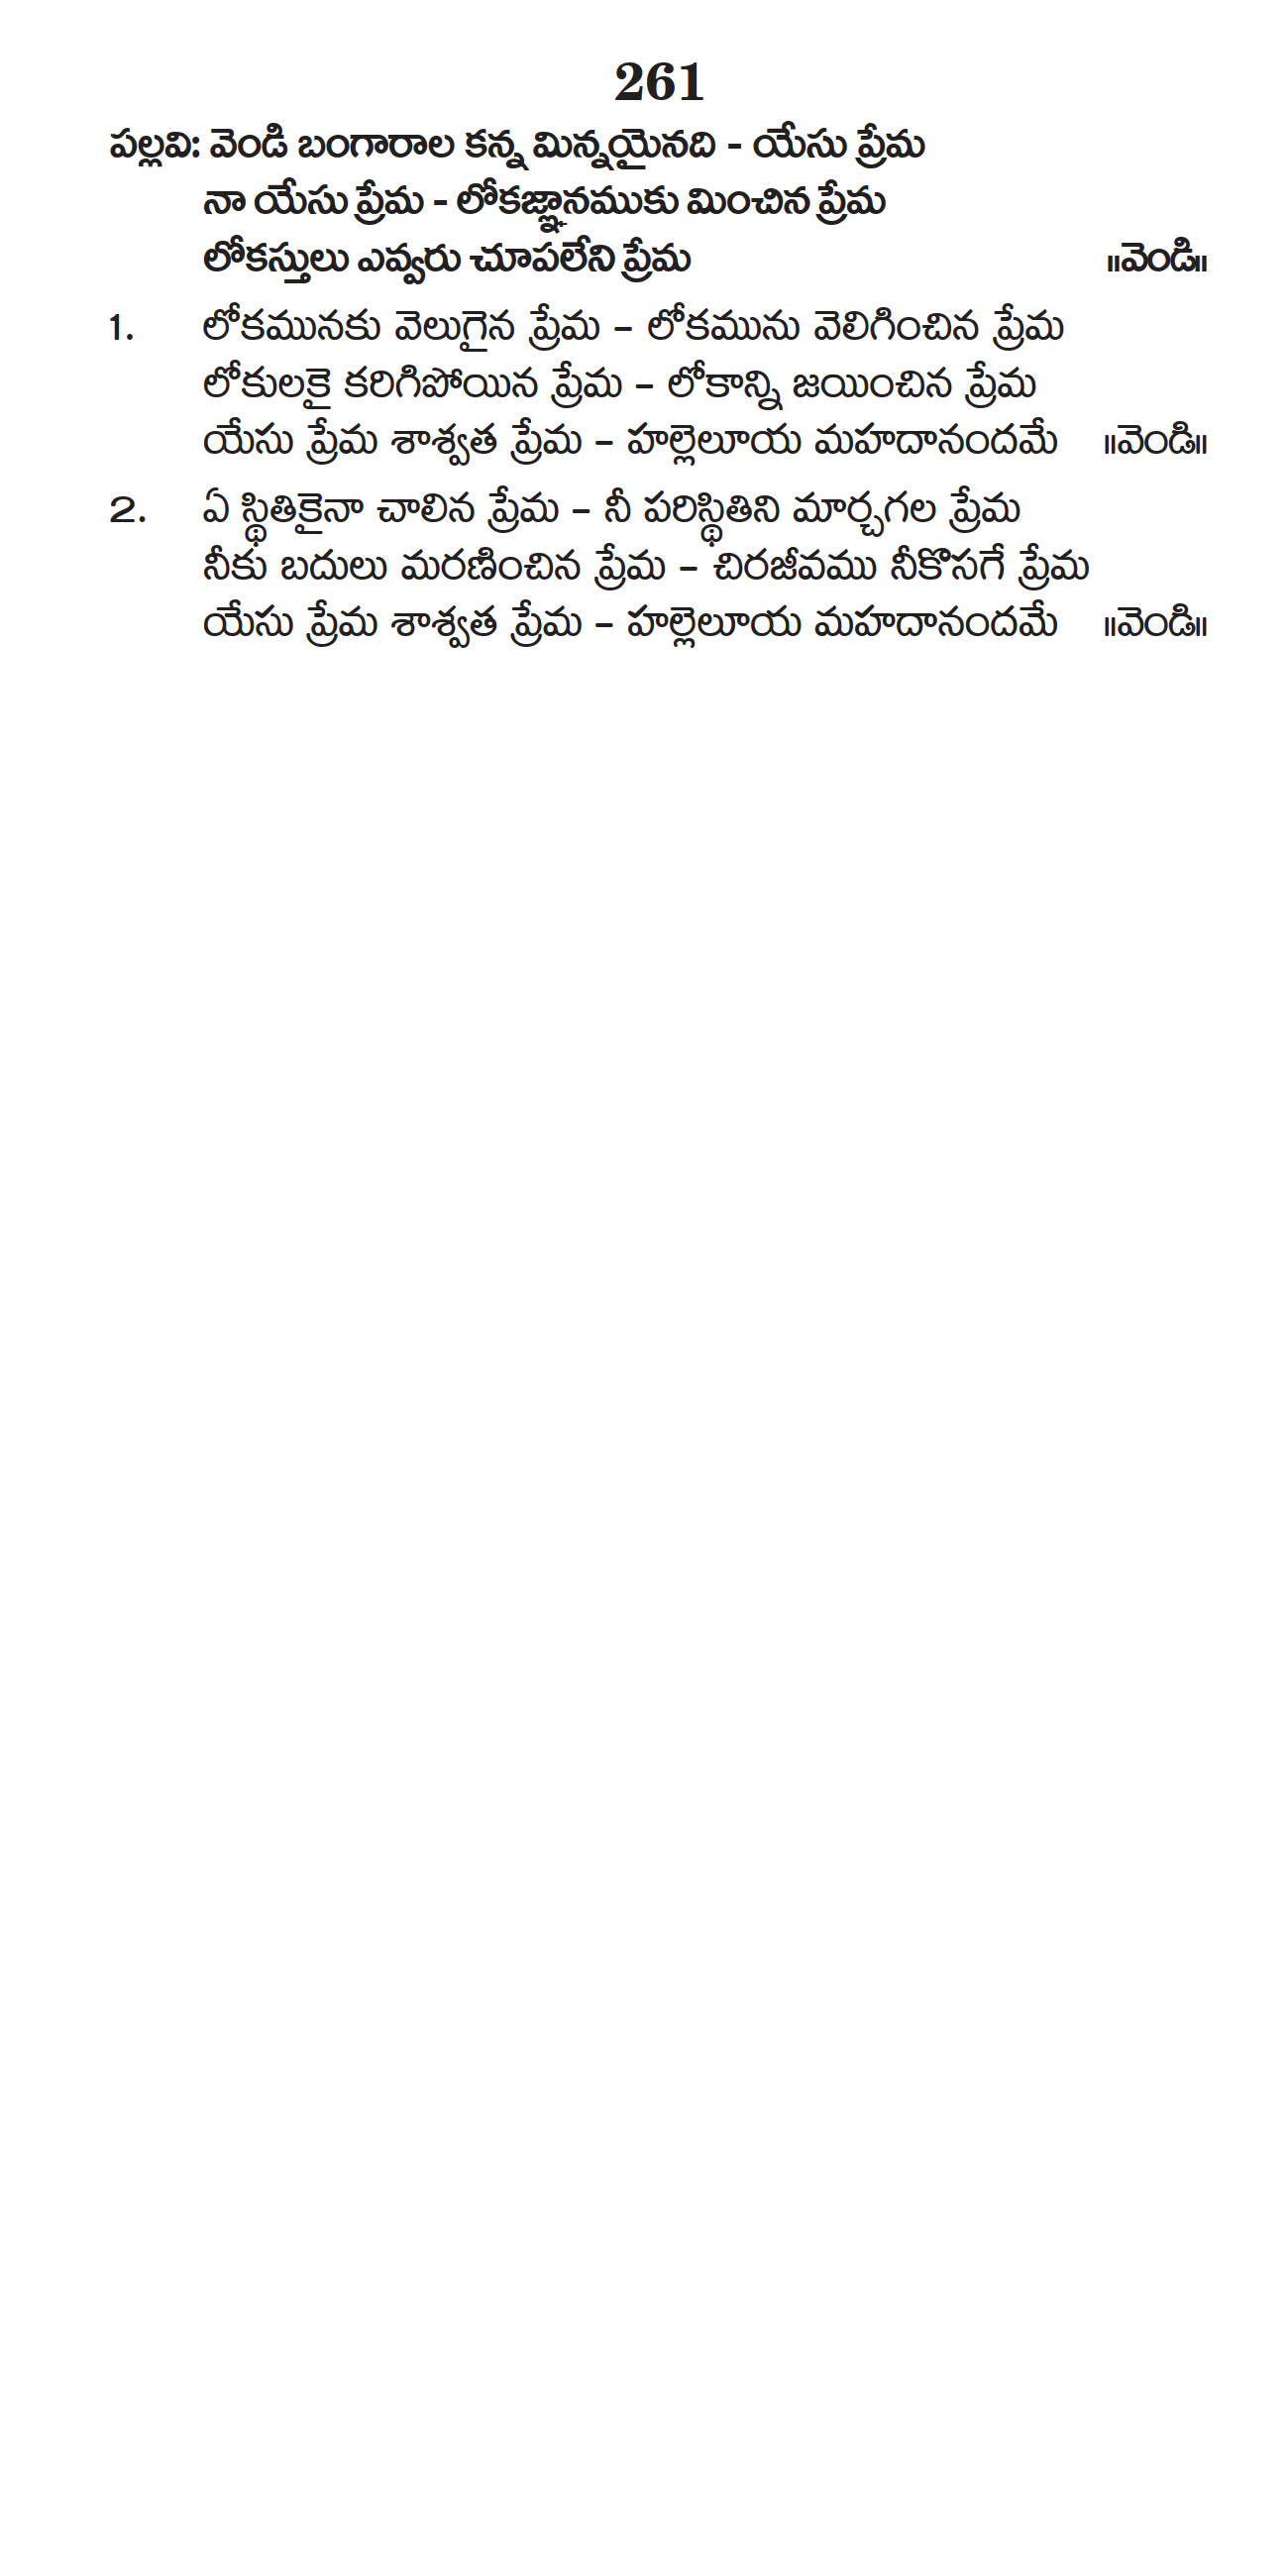 261
పల్లవి: వెండి బంగారాల కన్న మిన్నయైనది - యేసు ప్రేమ
నా యేసు ప్రేమ - లోకజ్ఞానముకు మించిన ప్రేమ
లోకస్తులు ఎవ్వరు చూపలేని ప్రేమ ॥వెండి॥
1. లోకమునకు వెలుగైన ప్రేమ – లోకమును వెలిగించిన ప్రేమ
లోకులకై కరిగిపోయిన ప్రేమ – లోకాన్ని జయించిన ప్రేమ
యేసు ప్రేమ శాశ్వత ప్రేమ – హల్లెలూయ మహదానందమే ॥వెండి॥
2. ఏ స్థితికైనా చాలిన ప్రేమ – నీ పరిస్థితిని మార్చగల ప్రేమ
నీకు బదులు మరణించిన ప్రేమ – చిరజీవము నీకొసగే ప్రేమ
యేసు ప్రేమ శాశ్వత ప్రేమ – హల్లెలూయ మహదానందమే ॥వెండి॥